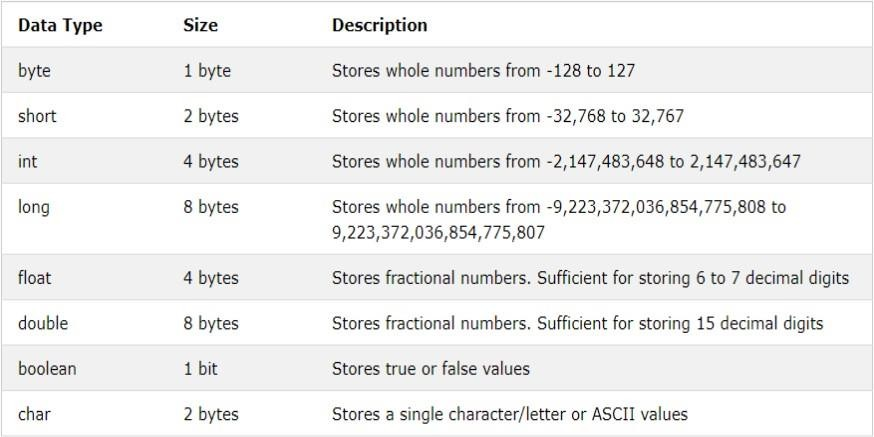 Data Type Size Description
byte 1 byte Stores whole numbers from -128 to 127
short 2 bytes Stores whole numbers from -32,768 to 32,767
int 4 bytes Stores whole numbers from -2,147,483,648 to 2,147,483,647
long 8 bytes Stores whole numbers from -9,223,372,036,854,775,808 to
9,223,372,036,854,775,807
float 4 bytes Stores fractional numbers. Sufficient for storing 6 to 7 decimal digits
double 8 bytes Stores fractional numbers. Sufficient for storing 15 decimal digits
boolean 1 bit Stores true or false values
char 2 bytes Stores a single character/letter or ASCII values